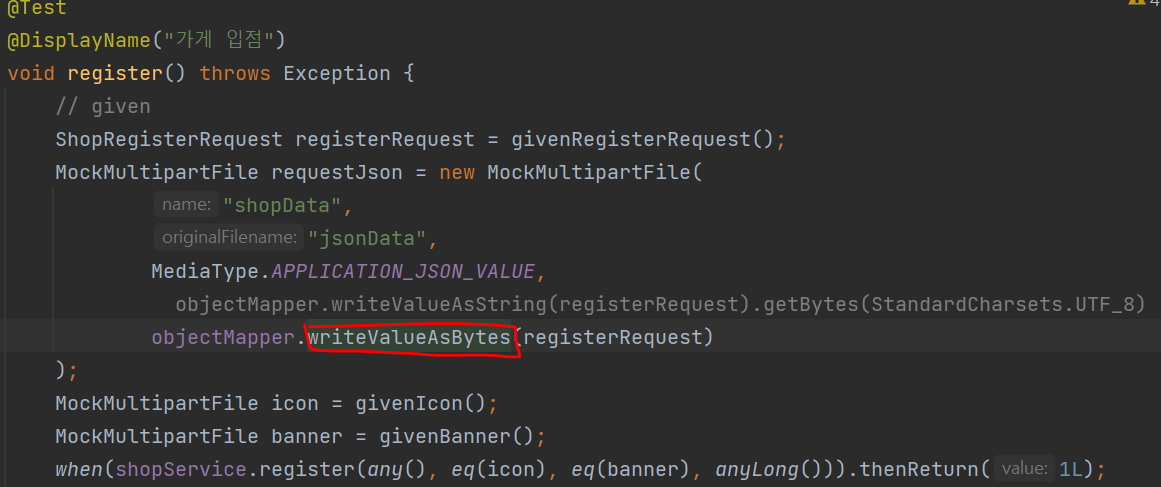 @Test
@DisplayName("가게 입점")
void register() throws Exception {
// given
ShopRegisterRequest registerRequest = givenRegisterRequest();
MockMultipartFile requestJson = new MockMultipartFile(
name: "shopData",
originalFilename: "jsonData",
MediaType.APPLICATION_JSON_VALUE,
objectMapper.writeValueAsString(registerRequest).getBytes(StandardCharsets.UTF_8)
objectMapper.writeValueAsBytes(registerRequest)
);
MockMultipartFile icon = givenIcon();
MockMultipartFile banner = givenBanner();
when(shopService.register(any(), eq(icon), eq(banner), anyLong())).thenReturn( value: 1L);